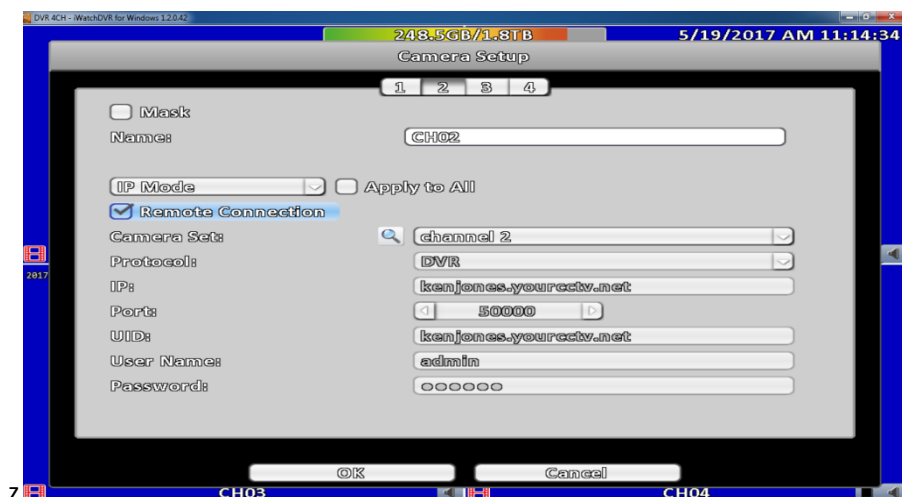 DVR 4CH - iWatchDVR for Windows 1.2.0.42
248.5GB/1.8TB 5/19/2017 AM 11:14:34
Camera Setup
1 2 3 4
Mask
Name: CH02
IP Mode Apply to All
Remote Connection
Camera Set: channel 2
Protocol: DVR
2017
IP: kenjones.yourcctv.net
Port: 50000
UID: kenjones.yourcctv.net
User Name: admin
Password: oooooo
OK Cancel
7 CH03 CH04